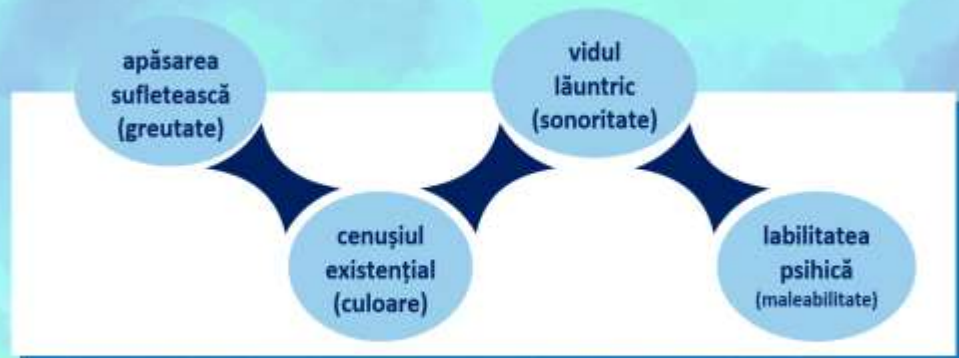 apăsarea
sufletească
(greutate)
cenușiul
existențial
(culoare)
vidul
lăuntric
(sonoritate)
labilitatea
psihică
(maleabilitate)